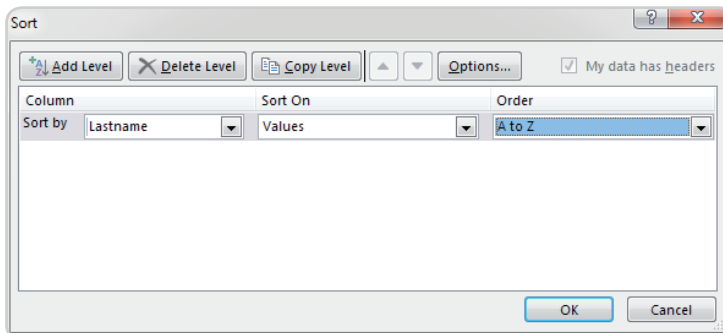 Sort
Add Level Delete Level Copy Level Options... My data has headers
Column Sort On Order
Sort by Lastname Values A to Z
OK Cancel